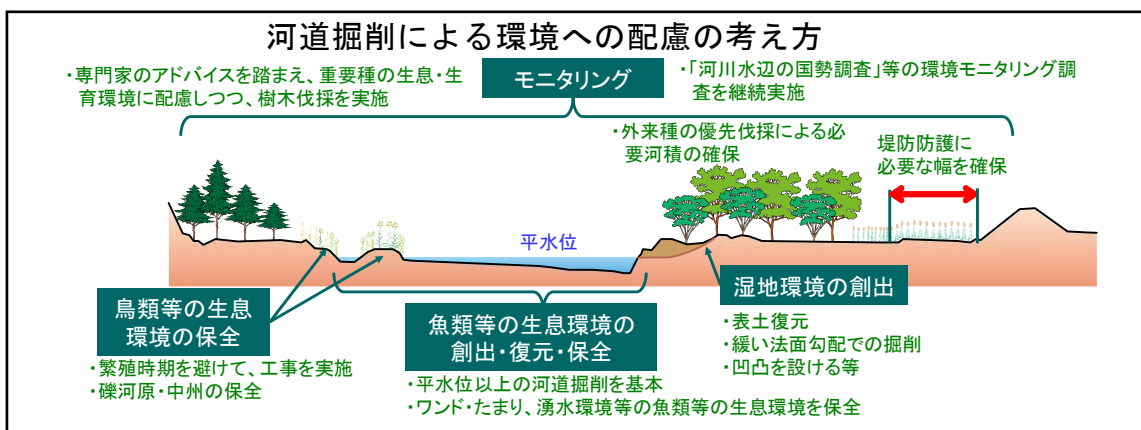 河道掘削による環境への配慮の考え方
・専門家のアドバイスを踏まえ、重要種の生息・生
育環境に配慮しつつ、樹木伐採を実施
モニタリング
・「河川水辺の国勢調査」等の環境モニタリング調
査を継続実施
・外来種の優先伐採による必
要河積の確保
堤防防護に
必要な幅を確保
平水位
鳥類等の生息
環境の保全
・繁殖時期を避けて、工事を実施
・礫河原・中州の保全
魚類等の生息環境の
創出・復元・保全
・平水位以上の河道掘削を基本
・ワンド・たまり、湧水環境等の魚類等の生息環境を保全
湿地環境の創出
・表土復元
・緩い法面勾配での掘削
・凹凸を設ける等